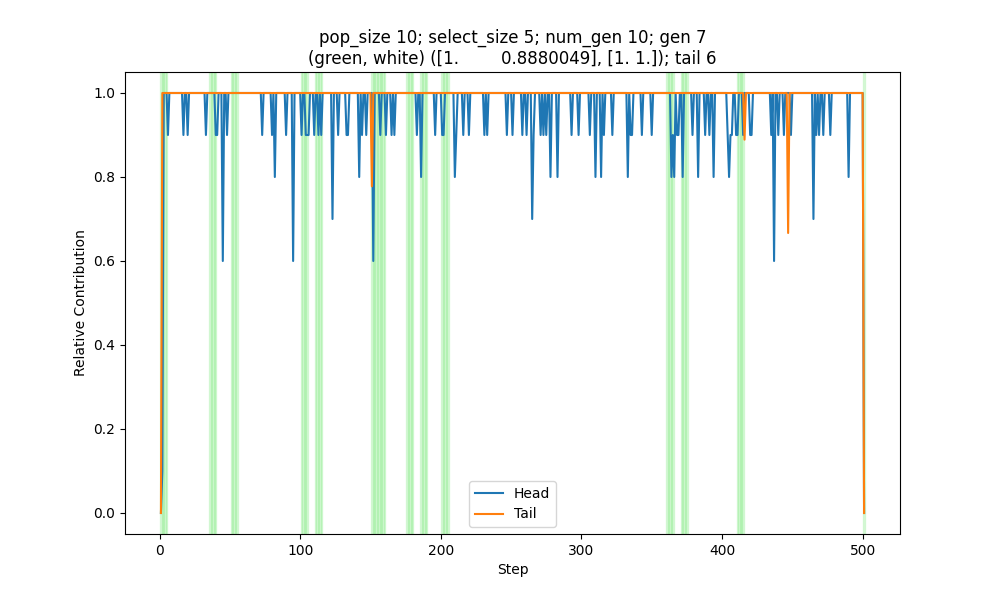 pop_size 10; select_size 5; num_gen 10; gen 7
(green, white) ([1. 0.8880049], [1. 1.]); tail 6
1.0
0.8
0.6
0.4
0.2
0.0
Relative Contribution
Head
Tail
0 100 200 300 400 500
Step